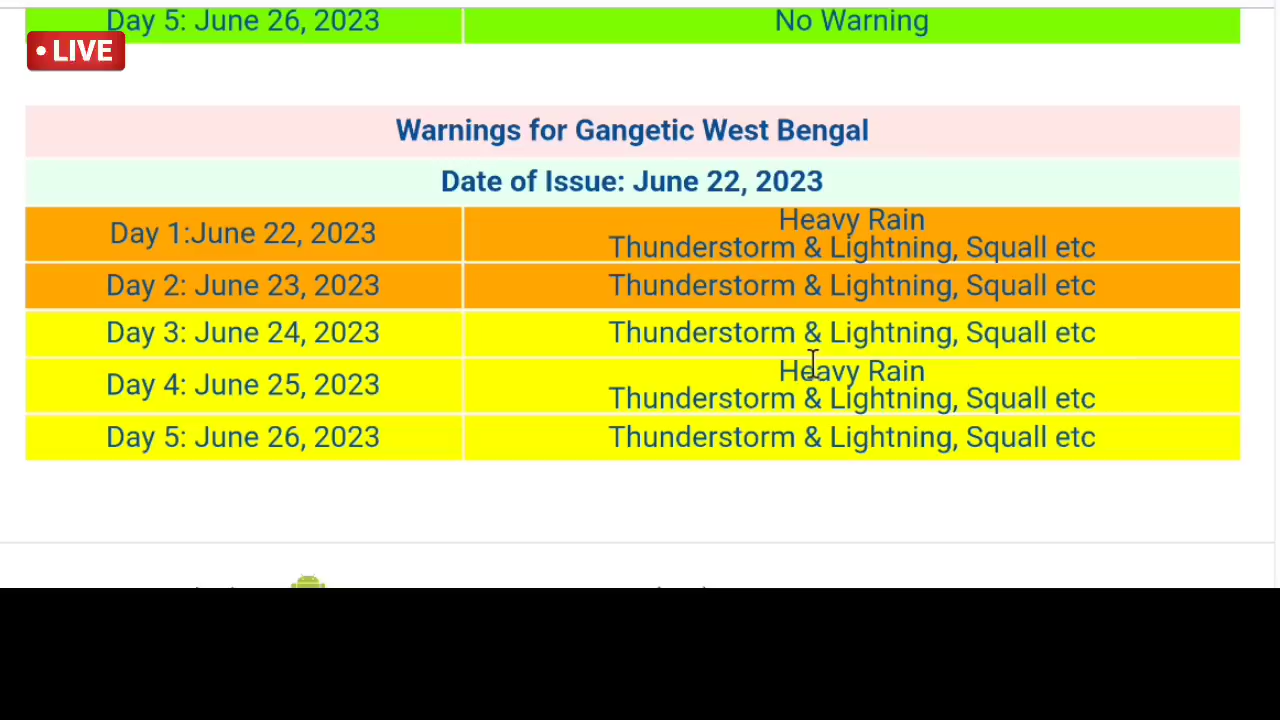 Day 5: June 26, 2023 No Warning
• LIVE
Warnings for Gangetic West Bengal
Date of Issue: June 22, 2023
Day 1:June 22, 2023 Heavy Rain
Thunderstorm & Lightning, Squall etc
Day 2: June 23, 2023 Thunderstorm & Lightning, Squall etc
Day 3: June 24, 2023 Thunderstorm & Lightning, Squall etc
Day 4: June 25, 2023 Heavy Rain
Thunderstorm & Lightning, Squall etc
Day 5: June 26, 2023 Thunderstorm & Lightning, Squall etc